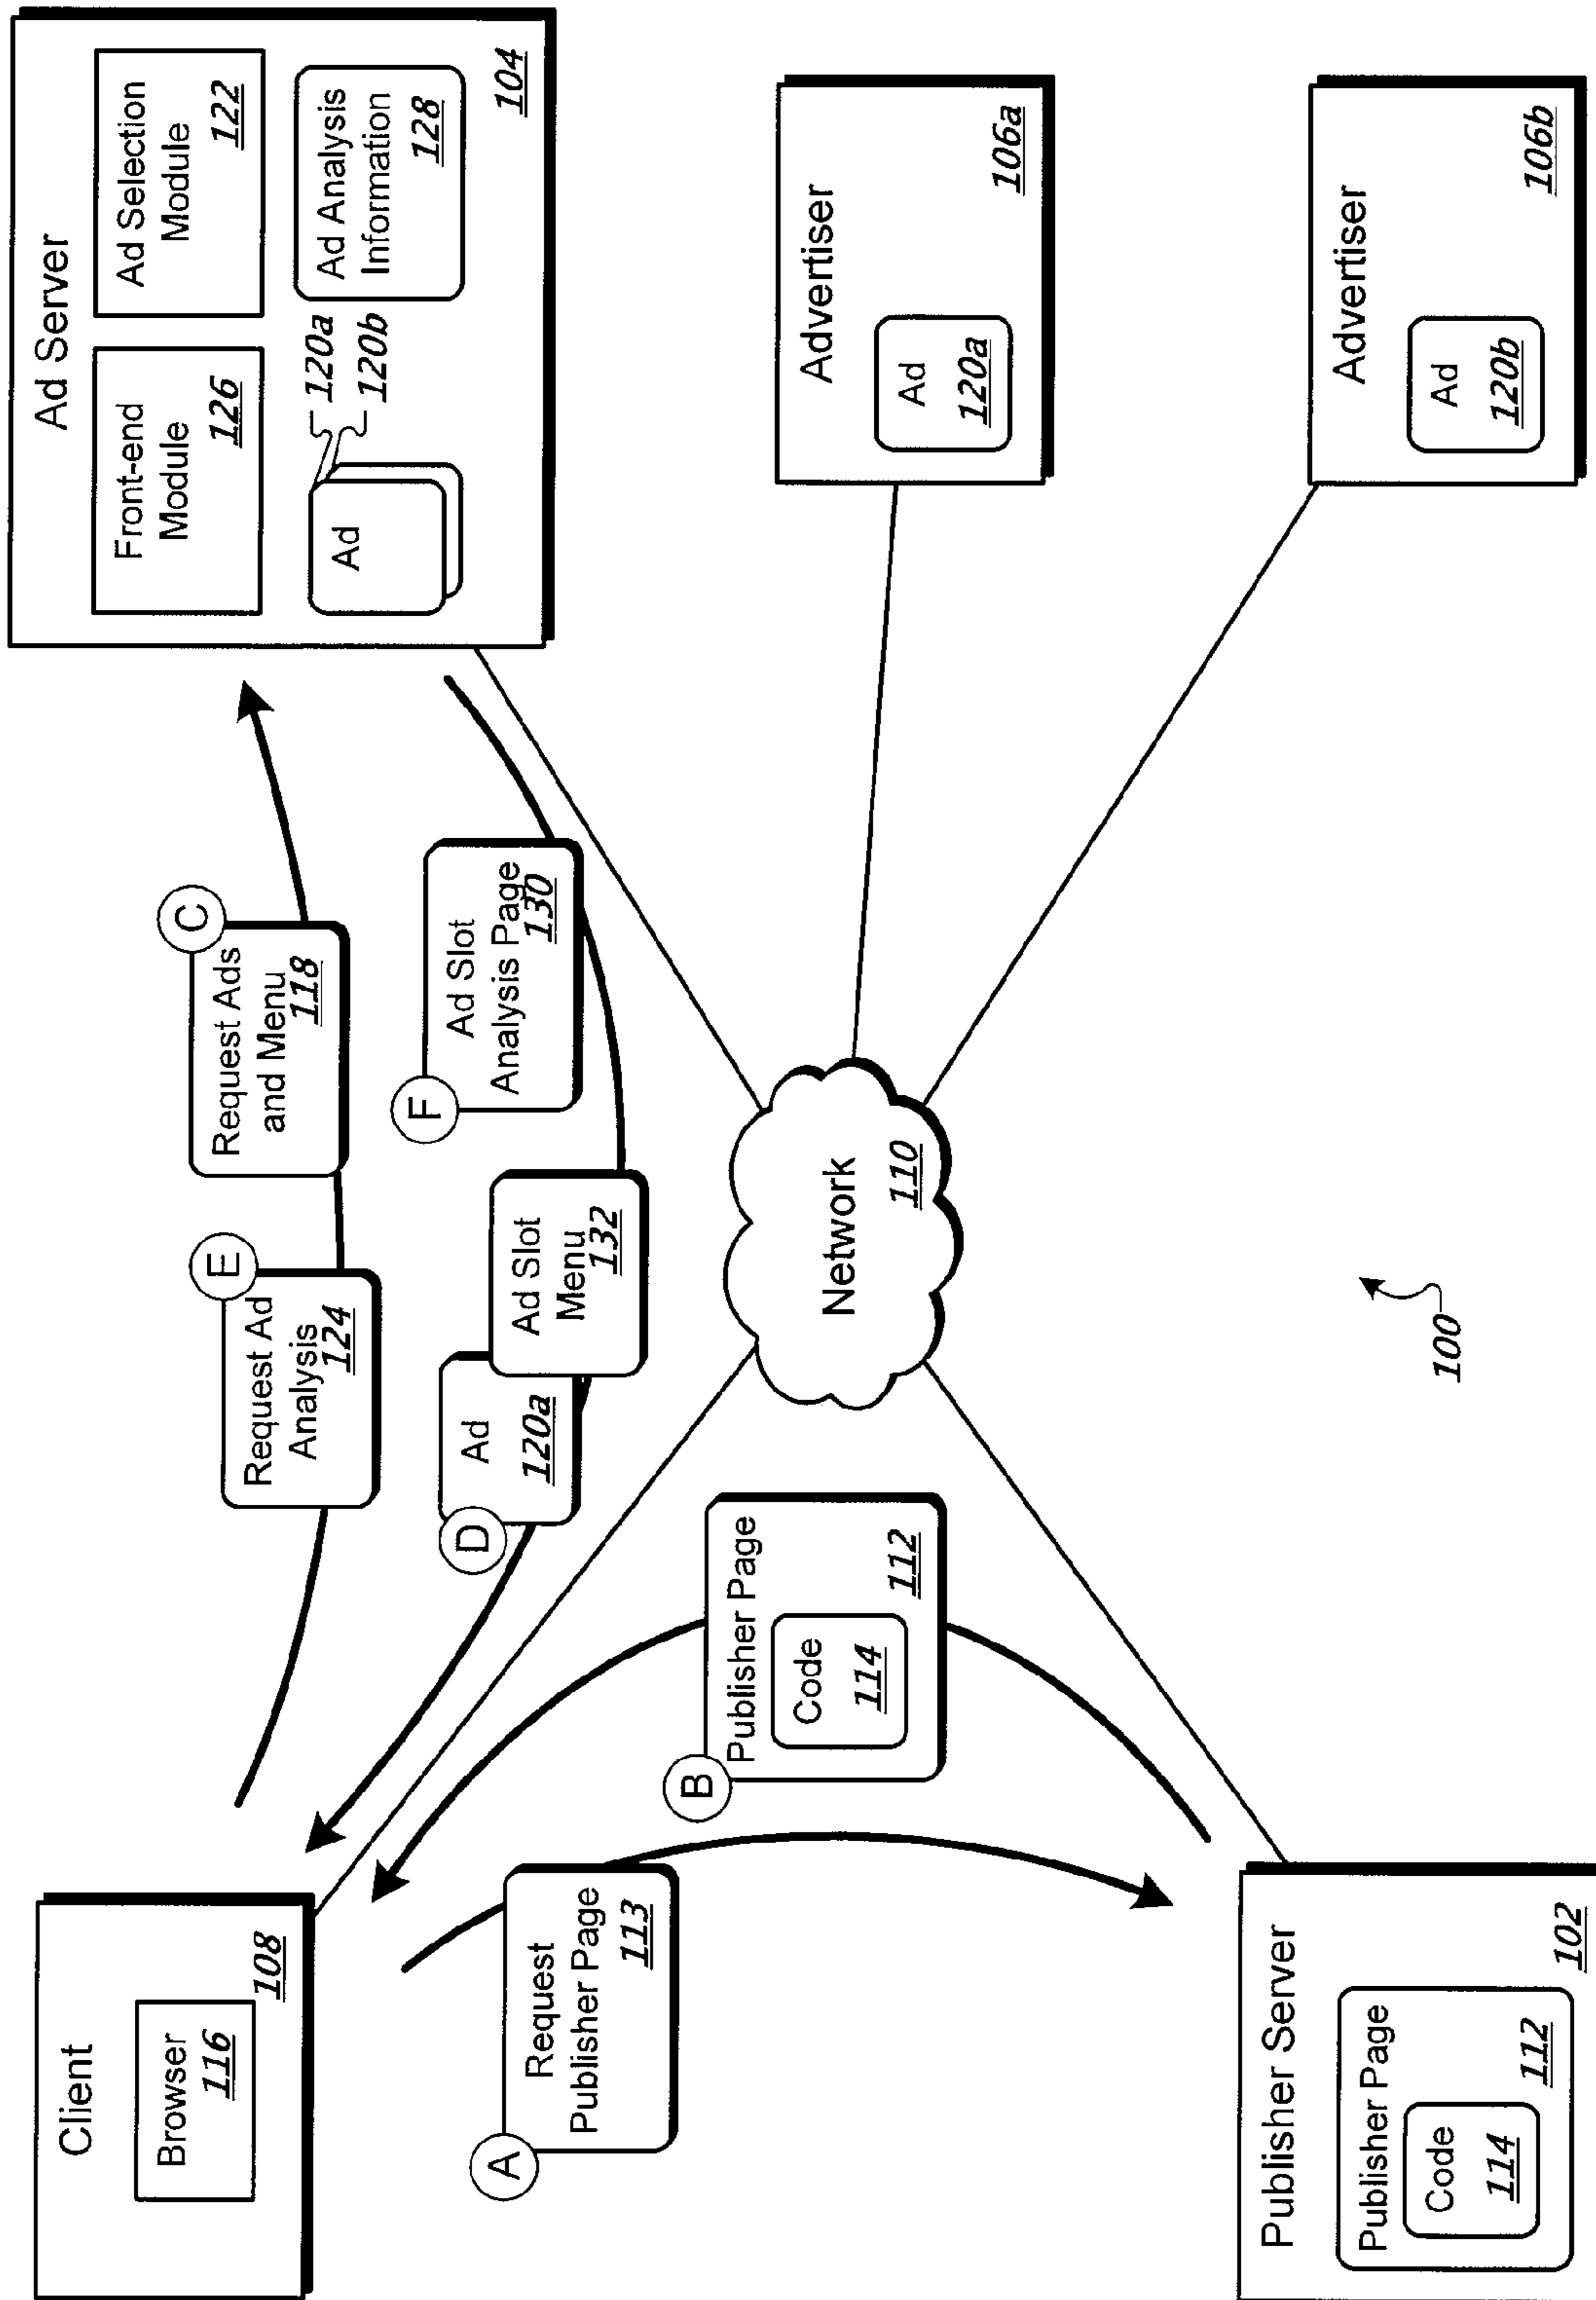 Client
Browser
116
108
Request
Publisher Page
113
A
Publisher Server
Publisher Page
Code
114
112
102
B
Publisher Page
Code
114
112
E
Request Ad
Analysis
124
C
Request Ads
and Menu
118
D
Ad
120a
Ad Slot
Menu
132
F
Ad Slot
Analysis Page
130
Network
110
100
Ad Server
Front-end
Module
126
Ad Selection
Module
122
Ad
120a
120b
Ad Analysis
Information
128
104
Advertiser
Ad
120a
106a
Advertiser
Ad
120b
106b